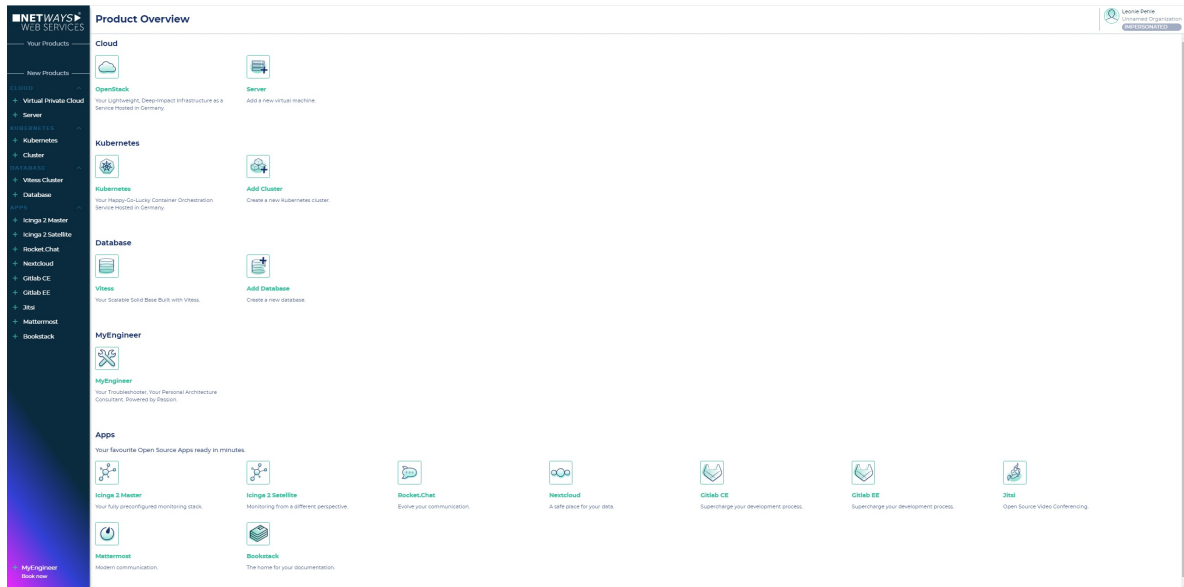 NETWAYS
WEB SERVICES
Your Products
New Products
CLOUD
+ Virtual Private Cloud
+ Server
KUBERNETES
+ Kubernetes
+ Cluster
DATABASE
+ Vitess Cluster
+ Database
APPS
+ Icinga 2 Master
+ Icinga 2 Satellite
+ Rocket.Chat
+ Nextcloud
+ Gitlab CE
+ Gitlab EE
+ Jitsi
+ Mattermost
+ Bookstack
+ MyEngineer
Book now
Product Overview
Leonie Pehle
Unnamed Organization
IMPERSONATED
Cloud
OpenStack
Your Lightweight, Deep-Impact Infrastructure as a
Service Hosted in Germany.
Server
Add a new virtual machine.
Kubernetes
Kubernetes
Your Happy-Go-Lucky Container Orchestration
Service Hosted in Germany.
Add Cluster
Create a new Kubernetes cluster.
Database
Vitess
Your Scalable Solid Base Built with Vitess.
Add Database
Create a new database.
MyEngineer
MyEngineer
Your Troubleshooter, Your Personal Architecture
Consultant, Powered by Passion.
Apps
Your favourite Open Source Apps ready in minutes.
Icinga 2 Master
Your fully preconfigured monitoring stack.
Icinga 2 Satellite
Monitoring from a different perspective.
Rocket.Chat
Evolve your communication.
Nextcloud
A safe place for your data.
Gitlab CE
Supercharge your development process.
Gitlab EE
Supercharge your development process.
Jitsi
Open Source Video Conferencing.
Mattermost
Modern communication.
Bookstack
The home for your documentation.